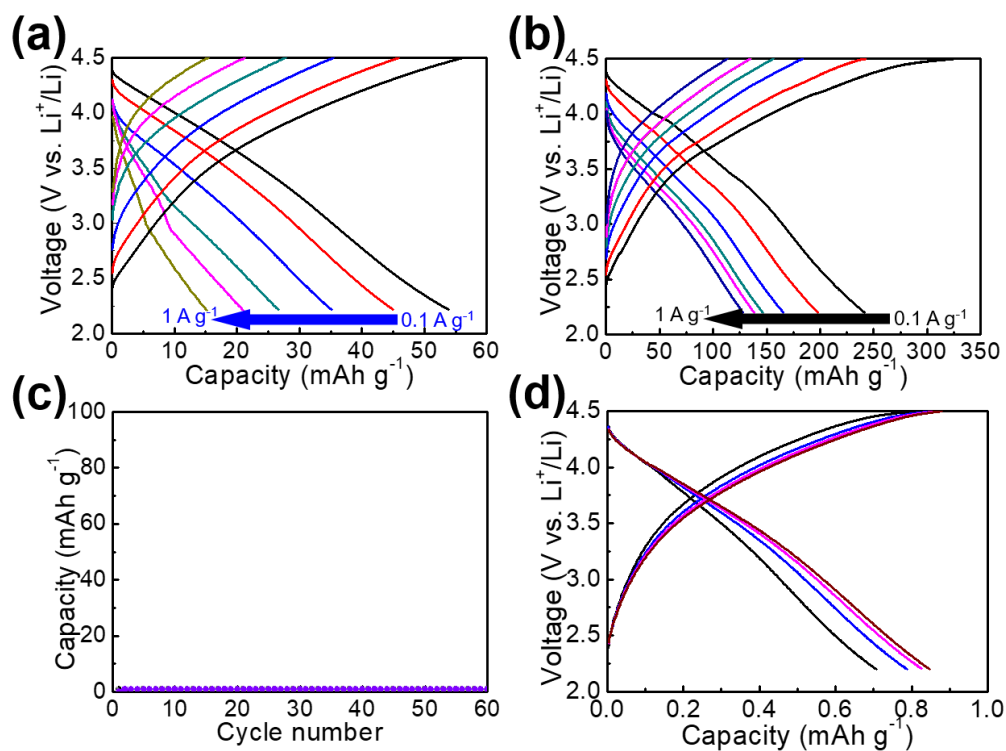 (a)
4.5
4.0
3.5
3.0
2.5
2.0
Voltage (V vs. Li⁺/Li)
1 A g⁻¹
0.1 A g⁻¹
0 10 20 30 40 50 60
Capacity (mAh g⁻¹)
(b)
4.5
4.0
3.5
3.0
2.5
2.0
Voltage (V vs. Li⁺/Li)
1 A g⁻¹
0.1 A g⁻¹
0 50 100 150 200 250 300 350
Capacity (mAh g⁻¹)
(c)
100
80
60
40
20
0
Capacity (mAh g⁻¹)
0 10 20 30 40 50 60
Cycle number
(d)
4.5
4.0
3.5
3.0
2.5
2.0
Voltage (V vs. Li⁺/Li)
0.0 0.2 0.4 0.6 0.8 1.0
Capacity (mAh g⁻¹)